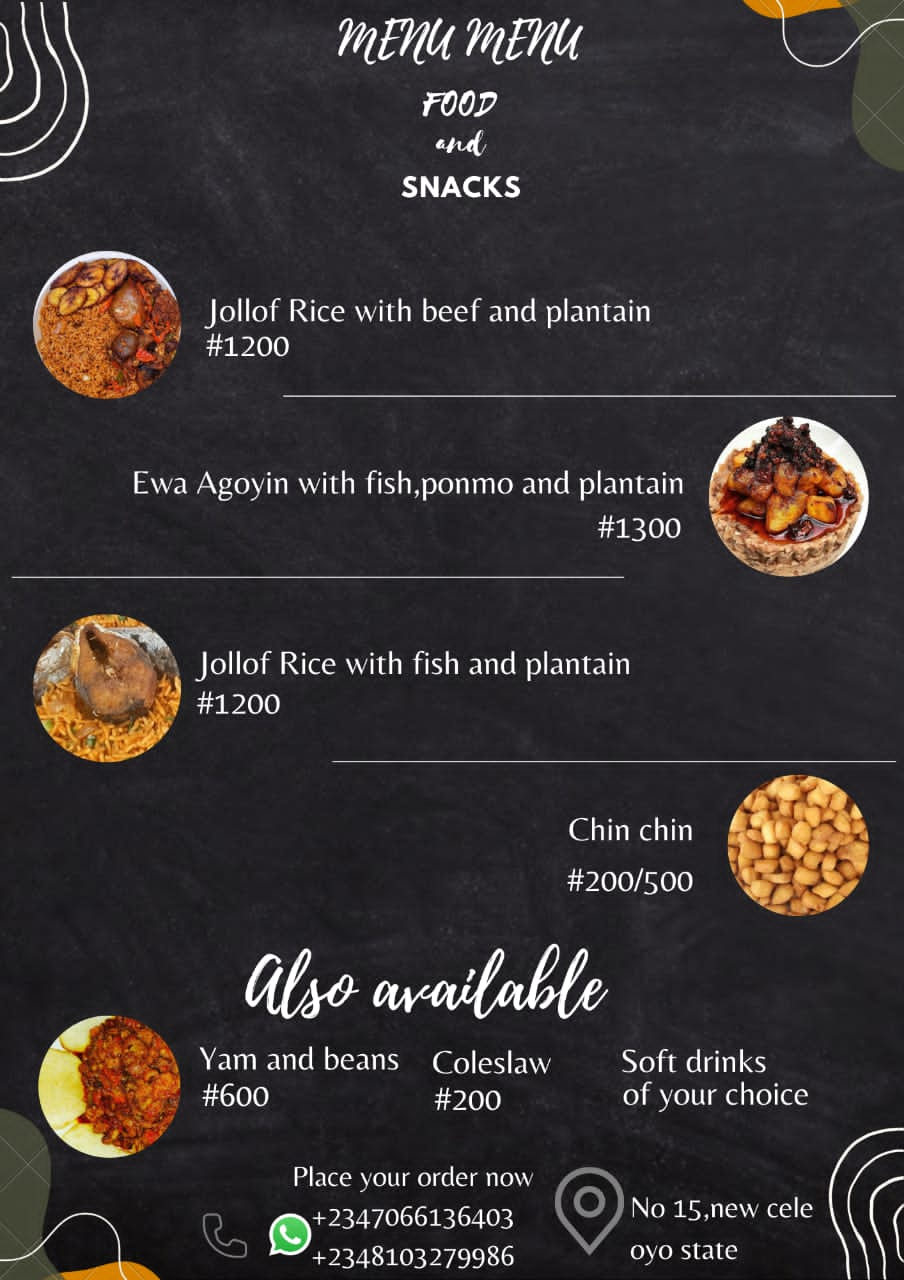 MENU MENU
FOOD
and
SNACKS
Jollof Rice with beef and plantain
#1200
Ewa Agoyin with fish,ponmo and plantain
#1300
Jollof Rice with fish and plantain
#1200
Chin chin
#200/500
Also available
Yam and beans
#600
Coleslaw
#200
Soft drinks
of your choice
Place your order now
+2347066136403
+2348103279986
No 15,new cele
oyo state